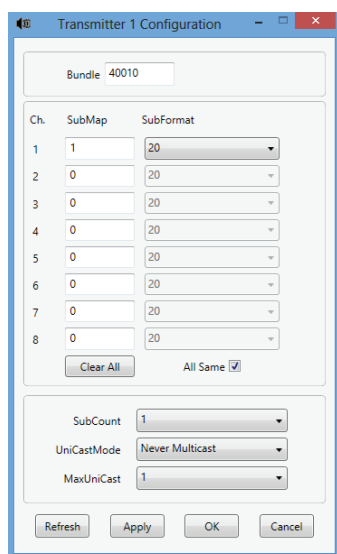 Transmitter 1 Configuration
Bundle 40010
Ch. SubMap SubFormat
1 1 20
2 0 20
3 0 20
4 0 20
5 0 20
6 0 20
7 0 20
8 0 20
Clear All All Same
SubCount 1
UniCastMode Never Multicast
MaxUniCast 1
Refresh Apply OK Cancel